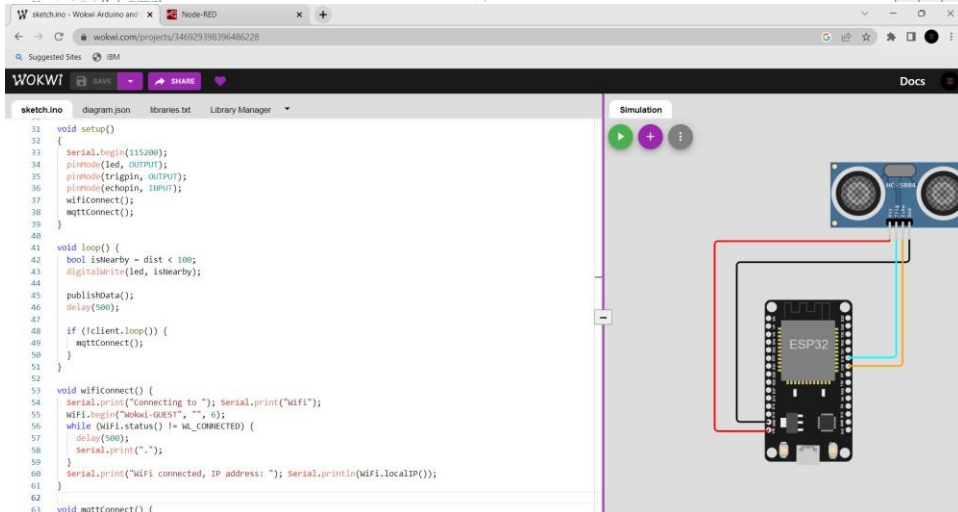 sketch.ino - Wokwi Arduino and
Node-RED
wokwi.com/projects/346929398396486228
Suggested Sites
IBM
WOKWI
SAVE
SHARE
Docs
sketch.ino
diagram.json
libraries.txt
Library Manager
Simulation
31 void setup()
32 {
33 Serial.begin(115200);
34 pinMode(led, OUTPUT);
35 pinMode(trigpin, OUTPUT);
36 pinMode(echopin, INPUT);
37 wifiConnect();
38 mqttConnect();
39 }
40
41 void loop() {
42 bool isNearby = dist < 100;
43 digitalWrite(led, isNearby);
44
45 publishData();
46 delay(500);
47
48 if (!client.loop()) {
49 mqttConnect();
50 }
51 }
52
53 void wifiConnect() {
54 Serial.print("Connecting to "); Serial.print("Wifi");
55 WiFi.begin("Wokwi-GUEST", "", 6);
56 while (WiFi.status() != WL_CONNECTED) {
57 delay(500);
58 Serial.print(".");
59 }
60 Serial.print("WiFi connected, IP address: "); Serial.println(WiFi.localIP());
61 }
62
63 void mqttConnect() {
HC-SR04
ESP32